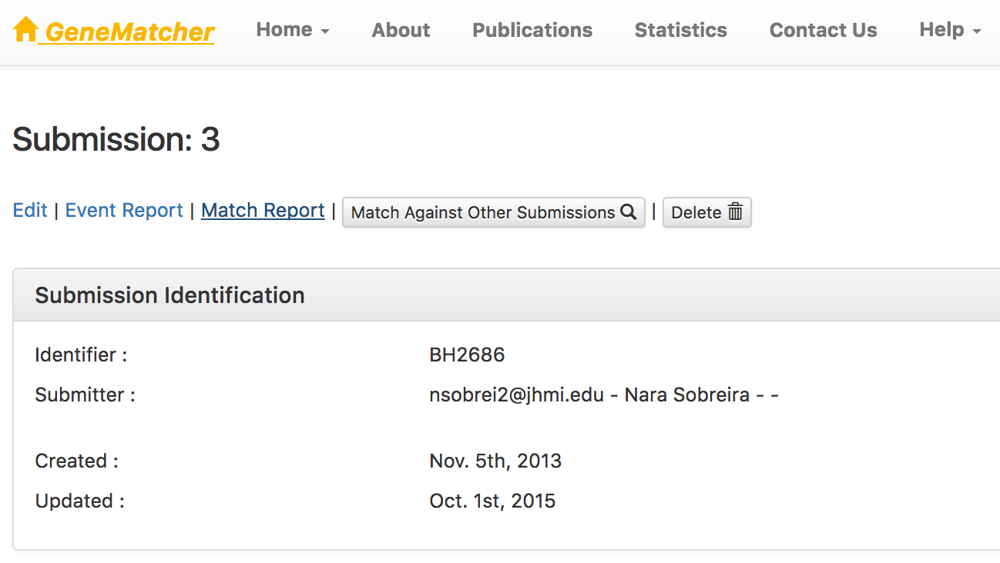 GeneMatcher Home About Publications Statistics Contact Us Help
Submission: 3
Edit | Event Report | Match Report | Match Against Other Submissions | Delete
Submission Identification
Identifier : BH2686
Submitter : nsobrei2@jhmi.edu - Nara Sobreira - -
Created : Nov. 5th, 2013
Updated : Oct. 1st, 2015